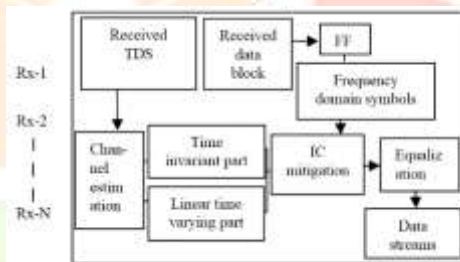 Received
TDS
Received
data
block
FF
Rx-1
Frequency
domain symbols
Rx-2
Chan-
nel
estim
ation
Time
invariant part
IC
mitigation
Equaliz
ation
Linear time
varying part
Rx-N
Data
streams